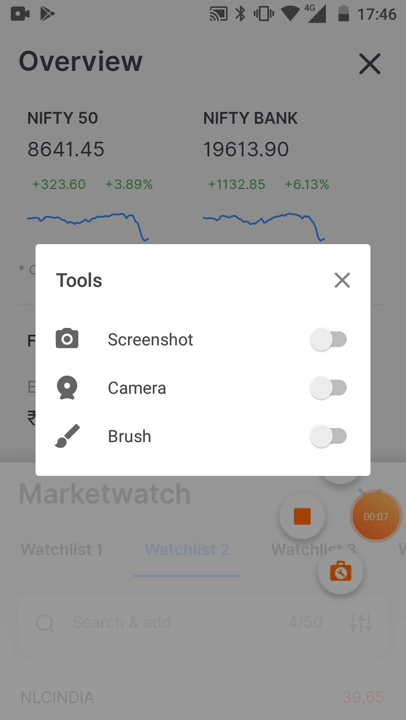 4G 17:46
Overview
NIFTY 50 NIFTY BANK
8641.45 19613.90
+323.60 +3.89% +1132.85 +6.13%
* C
Tools
F
E
₹
Screenshot
Camera
Brush
Marketwatch
00:07
Watchlist 1 Watchlist 2 Watchlist 3 W
Search & add 4/50
NLCINDIA 39.65